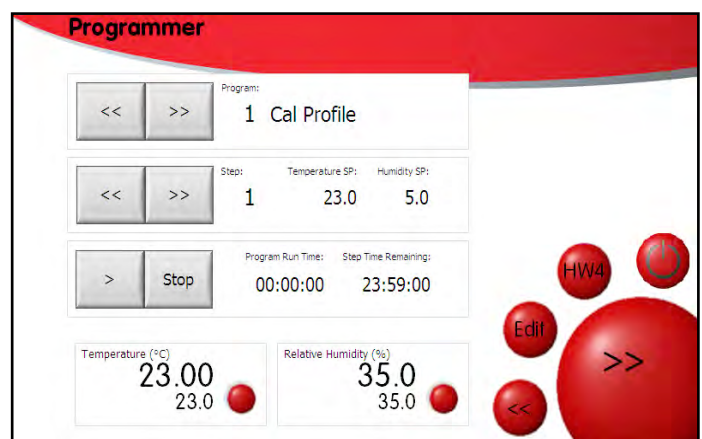 Programmer
Program:
<< >> 1 Cal Profile
Step: Temperature SP: Humidity SP:
<< >> 1 23.0 5.0
Program Run Time: Step Time Remaining:
> Stop 00:00:00 23:59:00
HW4
Edit
>>
<<
Temperature (°C) Relative Humidity (%)
23.00 35.0
23.0 35.0